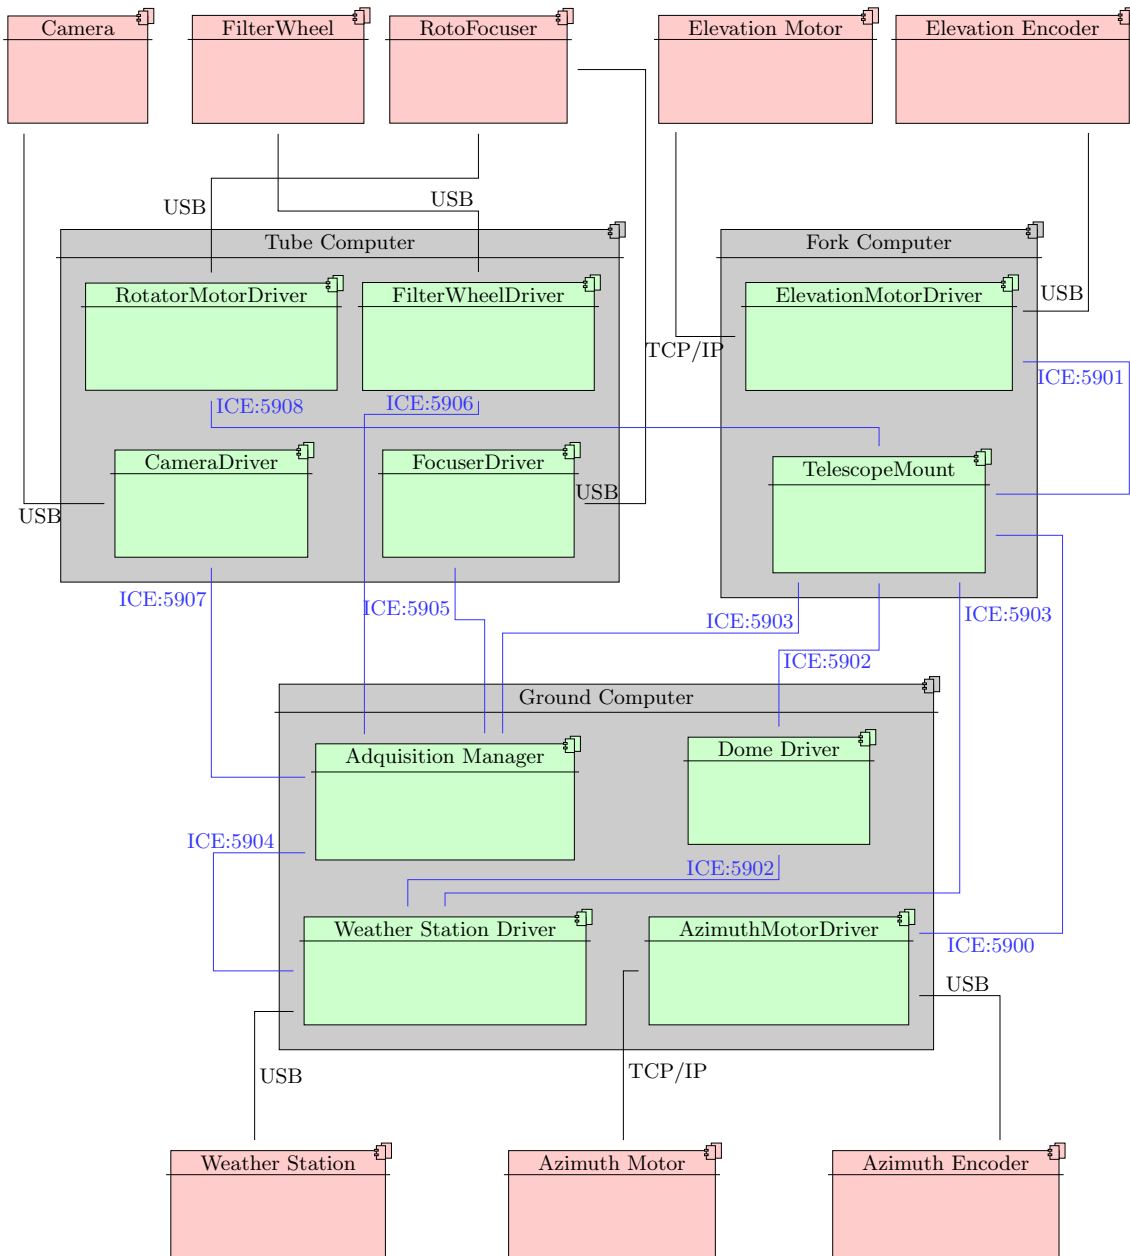 Camera
FilterWheel
RotoFocuser
Elevation Motor
Elevation Encoder
USB
USB
Tube Computer
Fork Computer
RotatorMotorDriver
FilterWheelDriver
ElevationMotorDriver
USB
TCP/IP
ICE:5901
ICE:5908
ICE:5906
CameraDriver
FocuserDriver
TelescopeMount
USB
USB
ICE:5907
ICE:5905
ICE:5903
ICE:5903
ICE:5902
Ground Computer
Adquisition Manager
Dome Driver
ICE:5904
ICE:5902
Weather Station Driver
AzimuthMotorDriver
ICE:5900
USB
USB
TCP/IP
Weather Station
Azimuth Motor
Azimuth Encoder